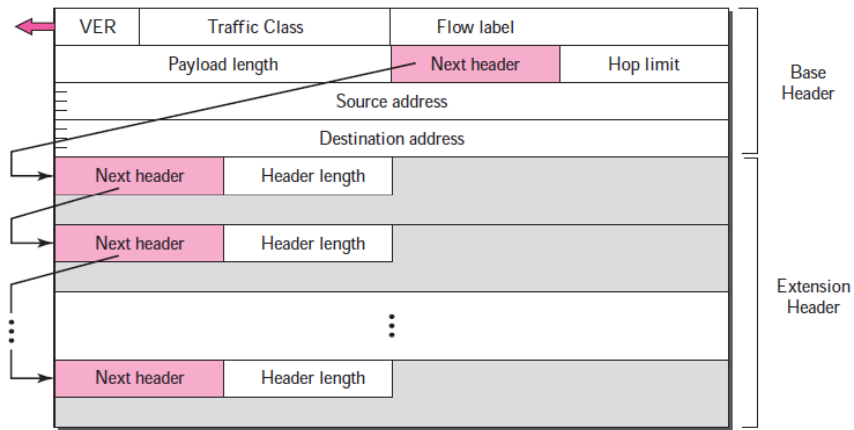 VER Traffic Class Flow label
Payload length Next header Hop limit
Source address
Destination address
Base
Header
Next header Header length
Next header Header length
Extension
Header
Next header Header length